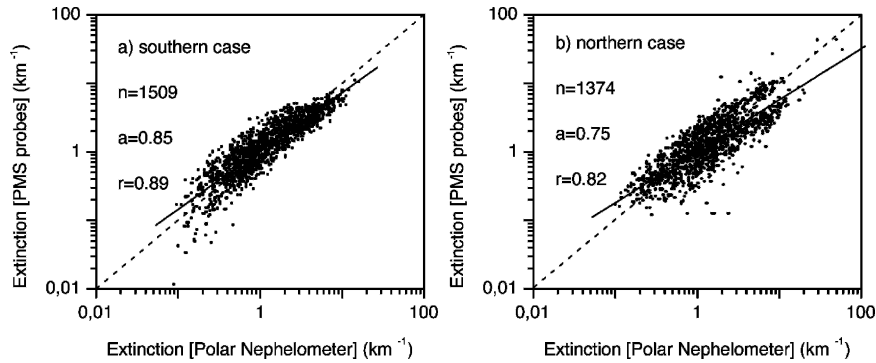 100
1
0,01
Extinction [PMS probes] (km⁻¹)
a) southern case
n=1509
a=0.85
r=0.89
0,01
1
100
Extinction [Polar Nephelometer] (km⁻¹)
100
1
0,01
Extinction [PMS probes] (km⁻¹)
b) northern case
n=1374
a=0.75
r=0.82
0,01
1
100
Extinction [Polar Nephelometer] (km⁻¹)